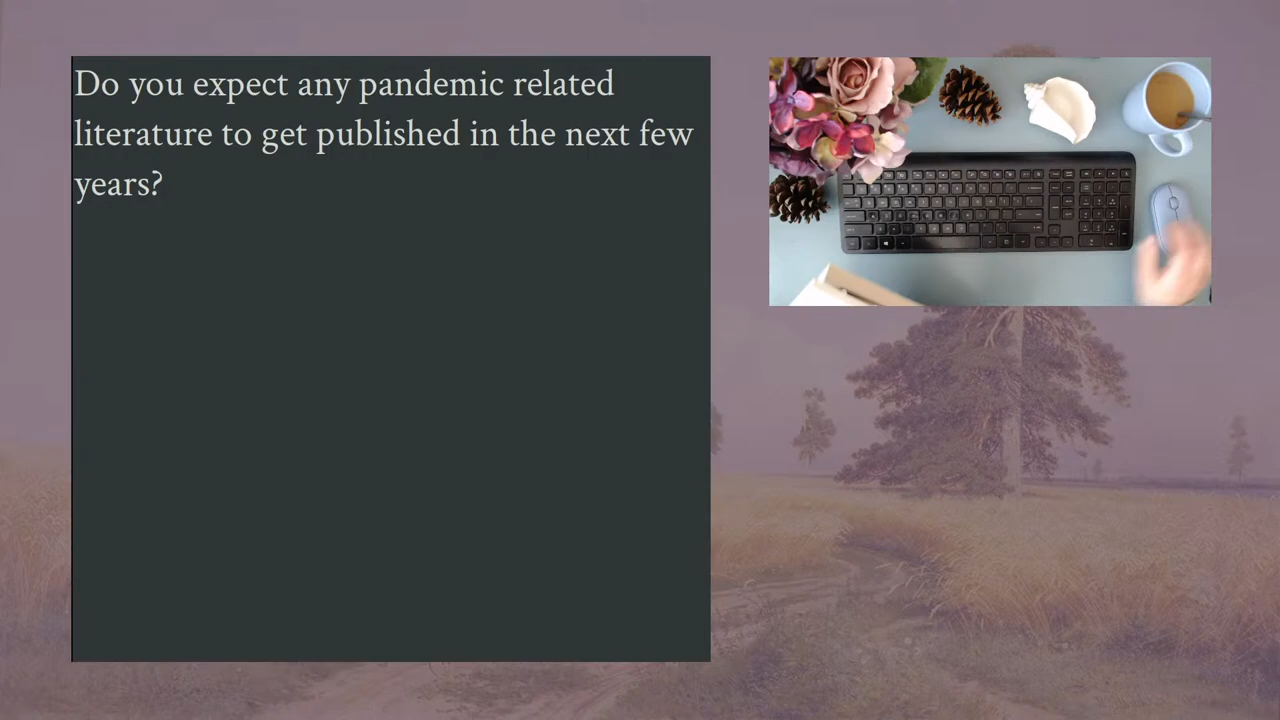 Do you expect any pandemic related
literature to get published in the next few
years?